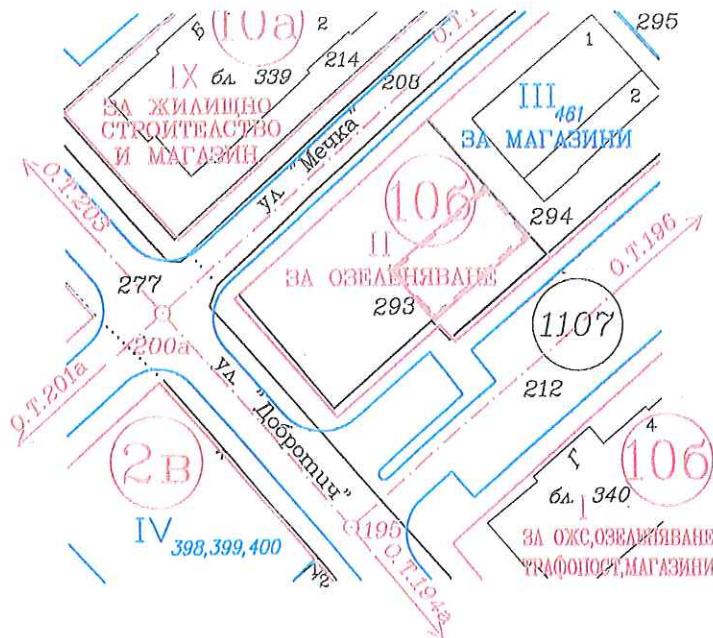 10а
Б
2
214
IX бл. 339
ЗА ЖИЛИЩНО
СТРОИТЕЛСТВО
И МАГАЗИН
208
О.Т.
295
1
2
III 461
ЗА МАГАЗИНИ
ул. "Мечка"
10б
О.Т.203
II
ЗА ОЗЕЛЕНЯВАНЕ
294
О.Т.196
277
293
1107
200а
212
О.Т.201а
ул. "Добротич"
2в
IV 398,399,400
195
О.Т.194а
4
Г
10б
бл. 340
I
ЗА ОЖС,ОЗЕЛЕНЯВАНЕ
ТРАФОПОСТ,МАГАЗИНИ